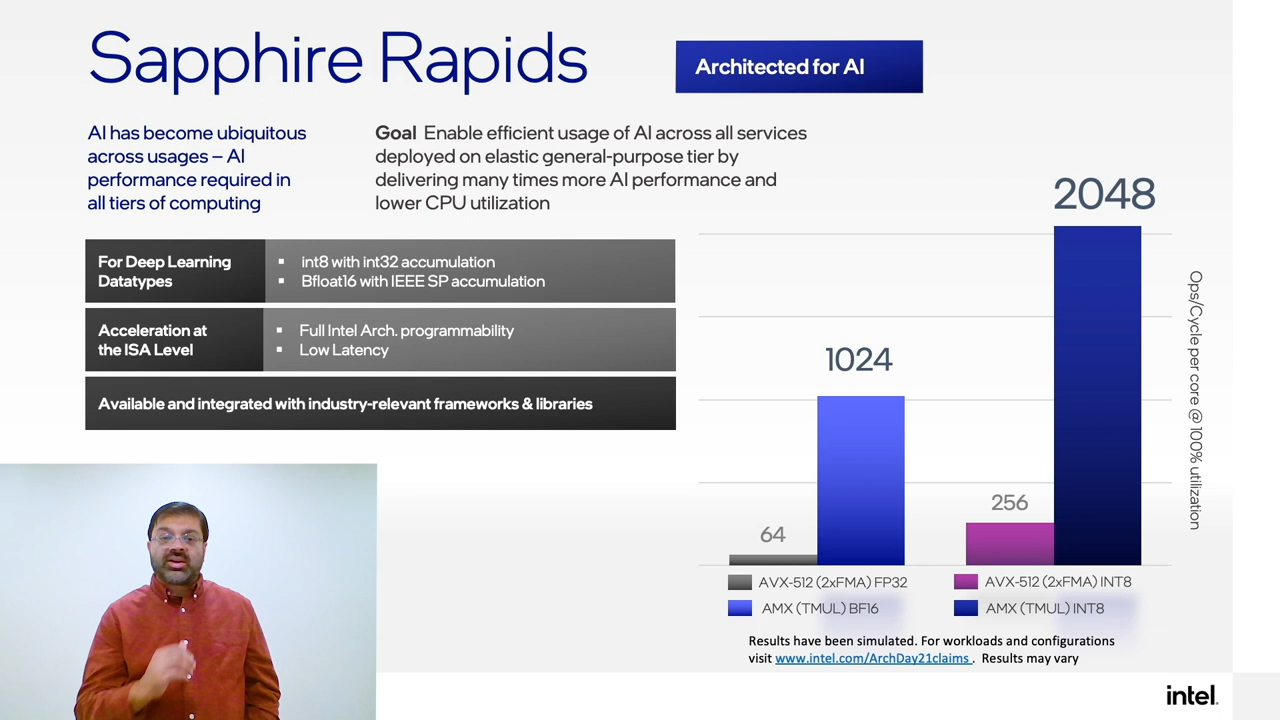 Sapphire Rapids
Architected for AI
AI has become ubiquitous
across usages – AI
performance required in
all tiers of computing
Goal Enable efficient usage of AI across all services
deployed on elastic general-purpose tier by
delivering many times more AI performance and
lower CPU utilization
For Deep Learning
Datatypes
▪ int8 with int32 accumulation
▪ Bfloat16 with IEEE SP accumulation
Acceleration at
the ISA Level
▪ Full Intel Arch. programmability
▪ Low Latency
Available and integrated with industry-relevant frameworks & libraries
64
1024
256
2048
Ops/Cycle per core @ 100% utilization
AVX-512 (2xFMA) FP32
AMX (TMUL) BF16
AVX-512 (2xFMA) INT8
AMX (TMUL) INT8
Results have been simulated. For workloads and configurations
visit www.intel.com/ArchDay21claims . Results may vary
intel.